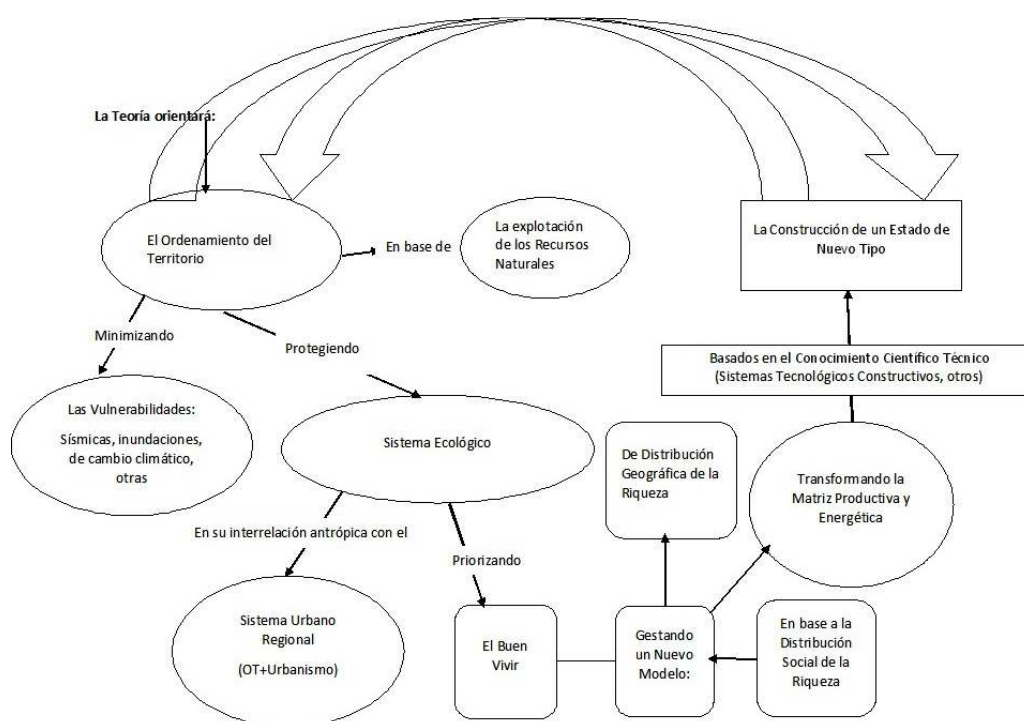 La Teoría orientará:
El Ordenamiento del
Territorio
En base de
La explotación
de los Recursos
Naturales
La Construcción de un Estado de
Nuevo Tipo
Minimizando
Protegiendo
Basados en el Conocimiento Científico Técnico
(Sistemas Tecnológicos Constructivos, otros)
Las Vulnerabilidades:
Sísmicas, inundaciones,
de cambio climático,
otras
Sistema Ecológico
De Distribución
Geográfica de la
Riqueza
Transformando la
Matriz Productiva y
Energética
En su interrelación antrópica con el
Priorizando
Sistema Urbano
Regional
(OT+Urbanismo)
El Buen
Vivir
Gestando
un Nuevo
Modelo:
En base a la
Distribución
Social de la
Riqueza